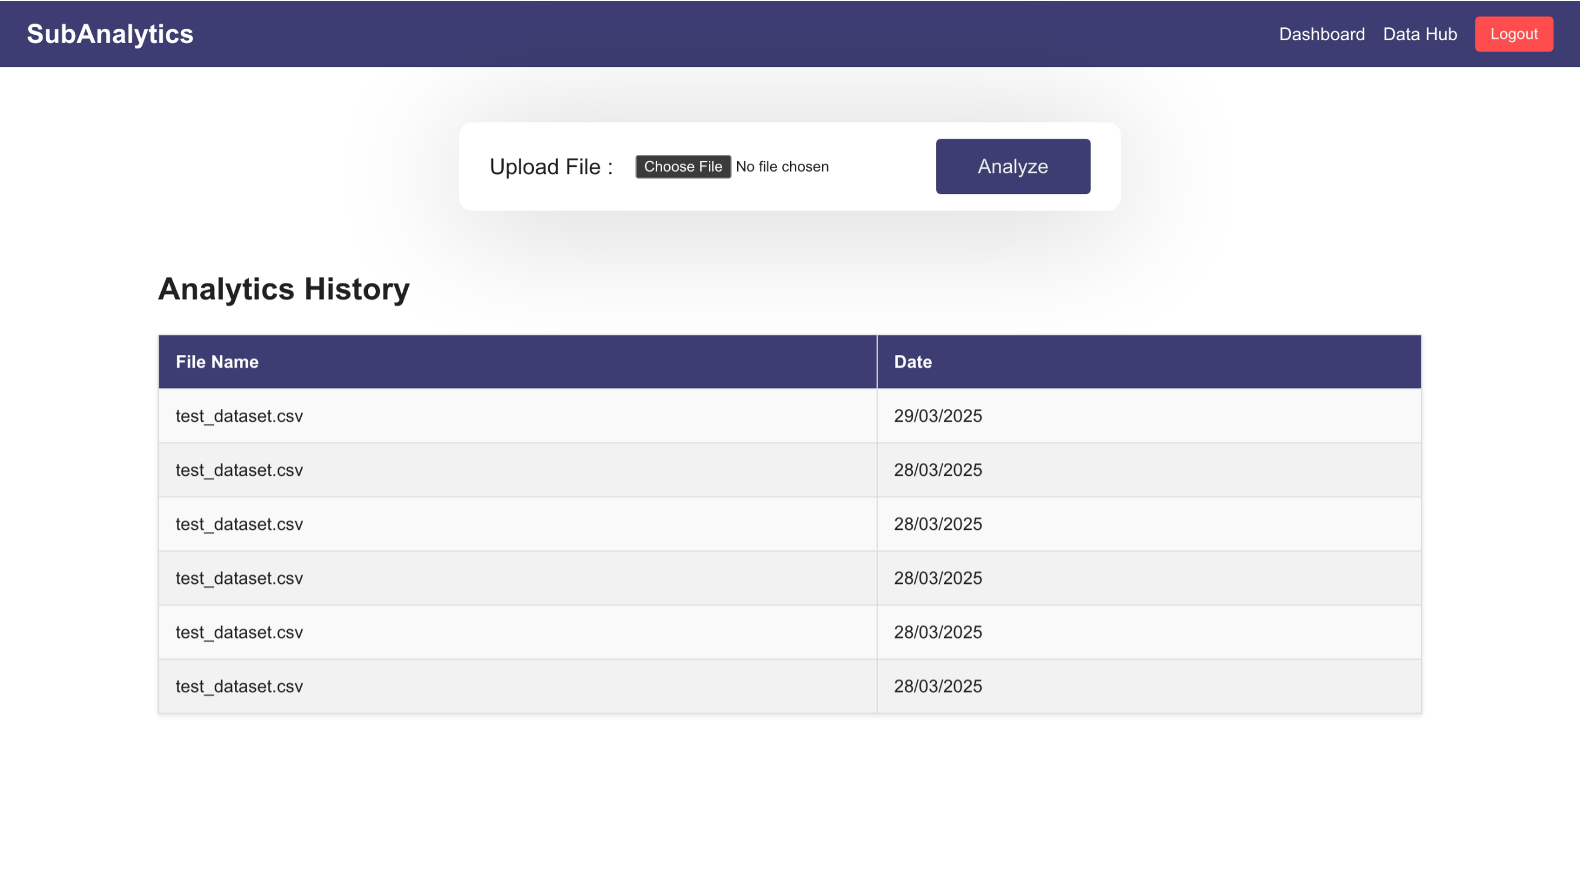 SubAnalytics
Dashboard Data Hub Logout
Upload File : Choose File No file chosen Analyze
Analytics History
File Name Date
test_dataset.csv 29/03/2025
test_dataset.csv 28/03/2025
test_dataset.csv 28/03/2025
test_dataset.csv 28/03/2025
test_dataset.csv 28/03/2025
test_dataset.csv 28/03/2025